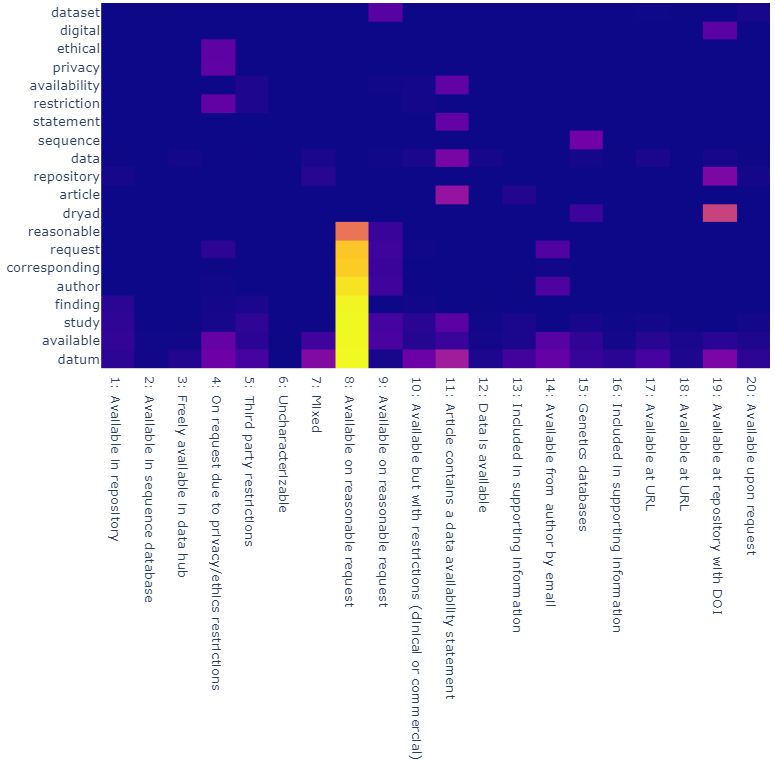 dataset
digital
ethical
privacy
availability
restriction
statement
sequence
data
repository
article
dryad
reasonable
request
corresponding
author
finding
study
available
datum
1: Available in repository
2: Available in sequence database
3: Freely available in data hub
4: On request due to privacy/ethics restrictions
5: Third party restrictions
6: Uncharacterizable
7: Mixed
8: Available on reasonable request
9: Available on reasonable request
10: Available but with restrictions (clinical or commercial)
11: Article contains a data availability statement
12: Data is available
13: Included in supporting information
14: Available from author by email
15: Genetics databases
16: Included in supporting information
17: Available at URL
18: Available at URL
19: Available at repository with DOI
20: Available upon request